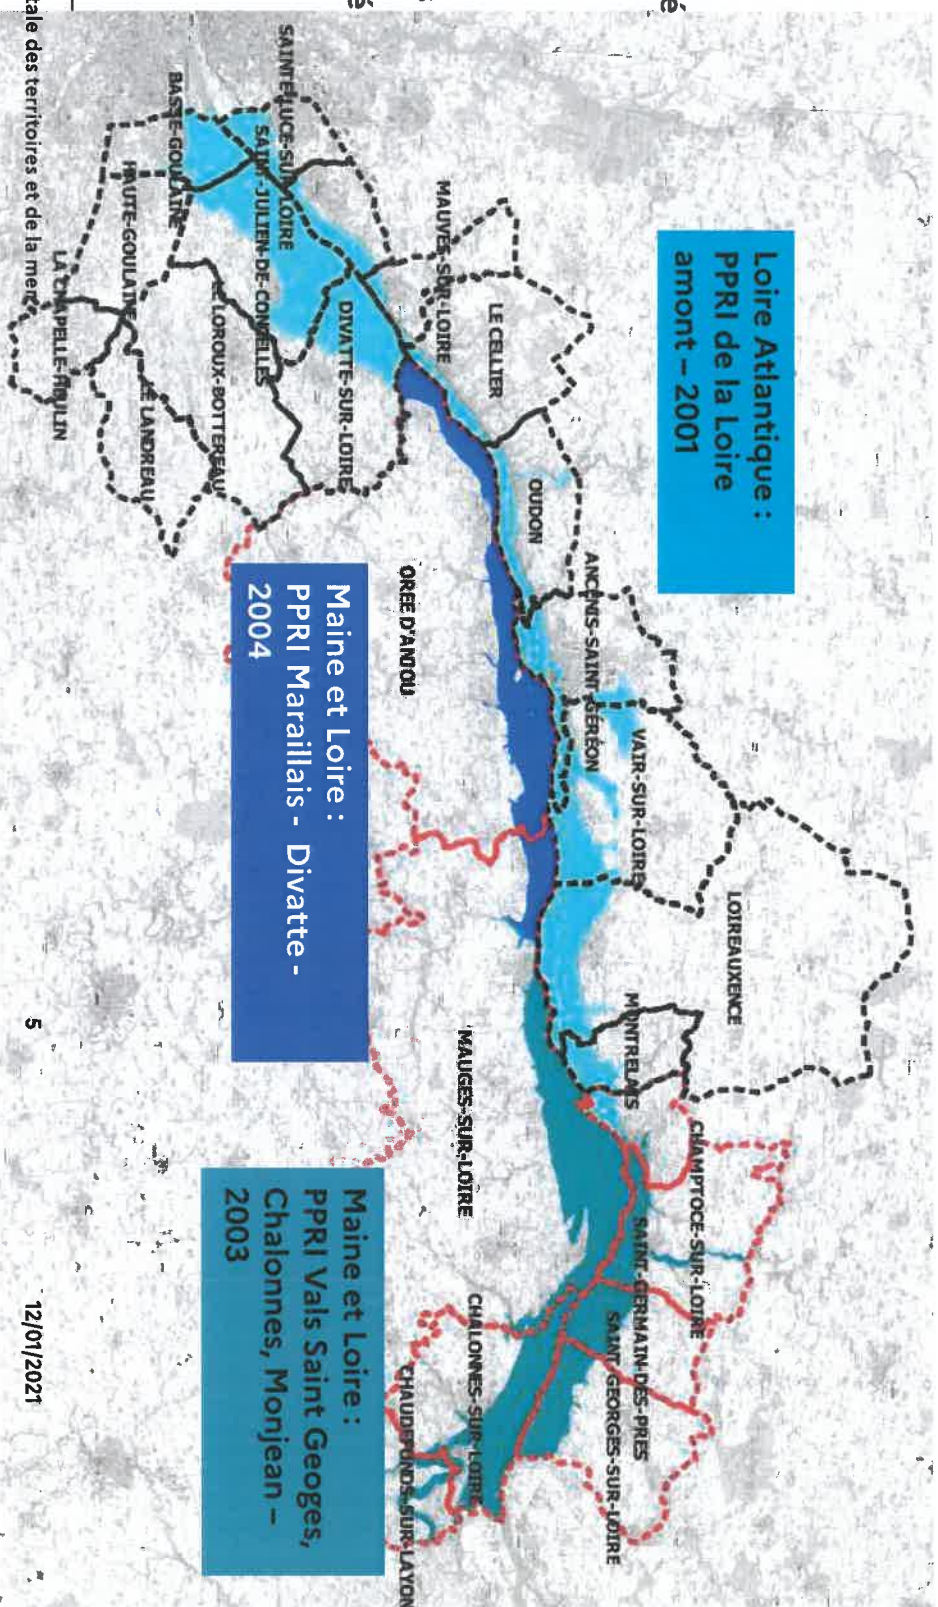 Loire Atlantique :
PPRI de la Loire
amont – 2001
LOIREAUXENCE
VAIR-SUR-LOIRE
ANCENIS-SAINT-GÉRÉON
MONTRELAIS
OUDON
LE CELLIER
MAUVES-SUR-LOIRE
SAINTE-LUCE-SUR-LOIRE
SAINT-JULIEN-DE-CONCELLES
DIVATTE-SUR-LOIRE
BASSE-GOULAINE
HAUTE-GOULAINE
LE LOROUX-BOTTEREAU
LE LANDREAU
LA CHAPELLE-HEULIN
CHAMPTOCE-SUR-LOIRE
SAINT-GERMAIN-DES-PRES
SAINT-GEORGES-SUR-LOIRE
OREE D'ANJOU
MAUGES-SUR-LOIRE
CHALONNES-SUR-LOIRE
CHAUDEFONDS-SUR-LAYON
Maine et Loire :
PPRI Maraillais - Divatte -
2004
Maine et Loire :
PPRI Vals Saint Geoges,
Chalonnes, Monjean –
2003
des territoires et de la mer
5
12/01/2021